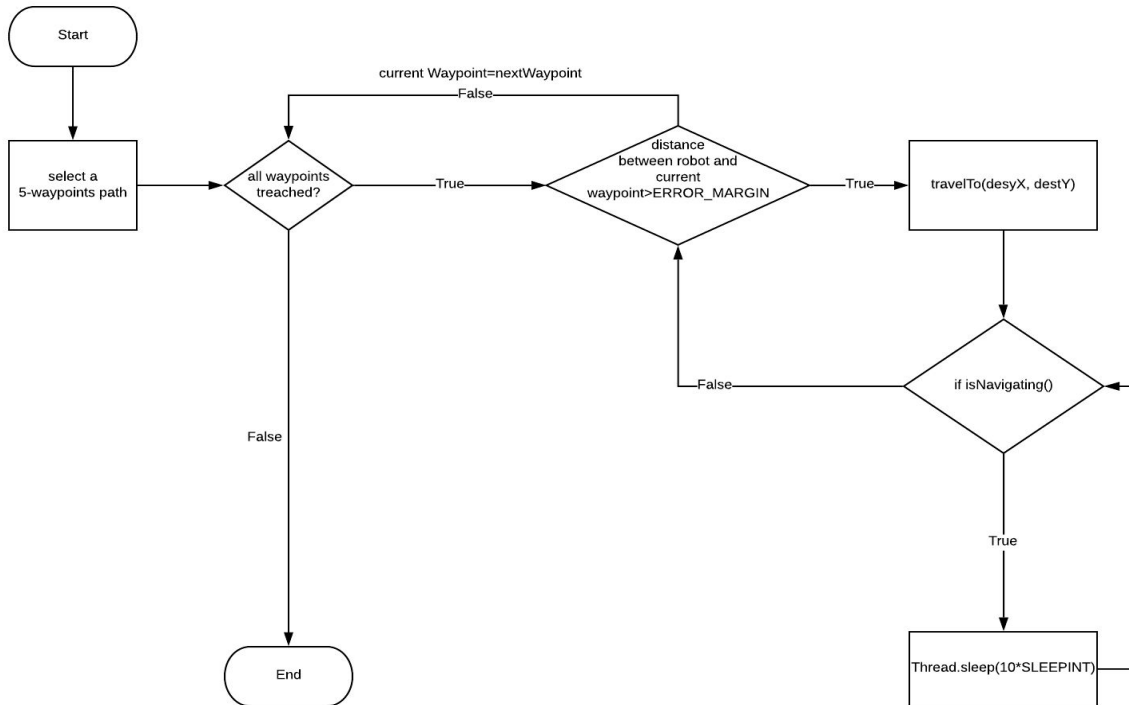 Start
current Waypoint=nextWaypoint
False
select a
5-waypoints path
all waypoints
treached?
True
distance
between robot and
current
waypoint>ERROR_MARGIN
True
travelTo(desyX, destY)
False
if isNavigating()
False
True
End
Thread.sleep(10*SLEEPINT)